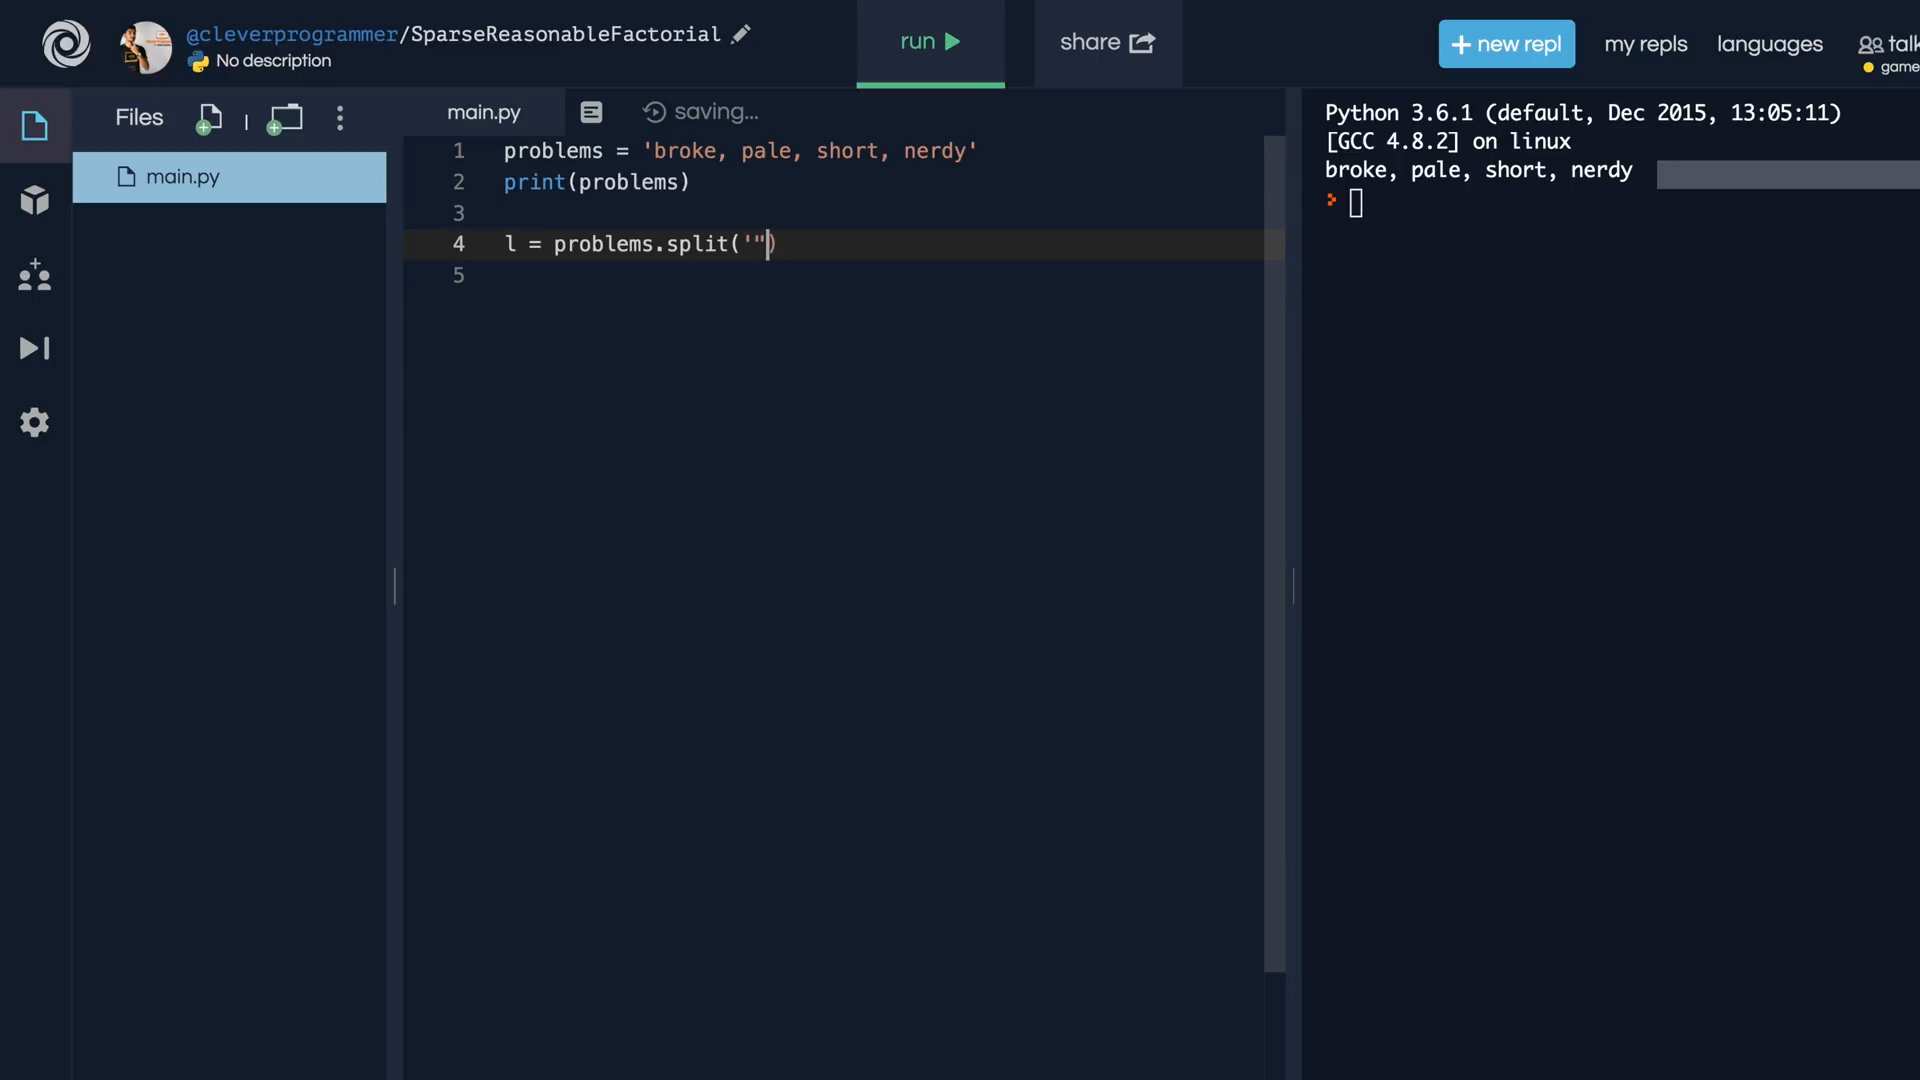 @cleverprogrammer/SparseReasonableFactorial
No description
run
share
+ new repl
my repls
languages
talk
game
Files
main.py
main.py
saving...
1 problems = 'broke, pale, short, nerdy'
2 print(problems)
3
4 l = problems.split('")
5
Python 3.6.1 (default, Dec 2015, 13:05:11)
[GCC 4.8.2] on linux
broke, pale, short, nerdy